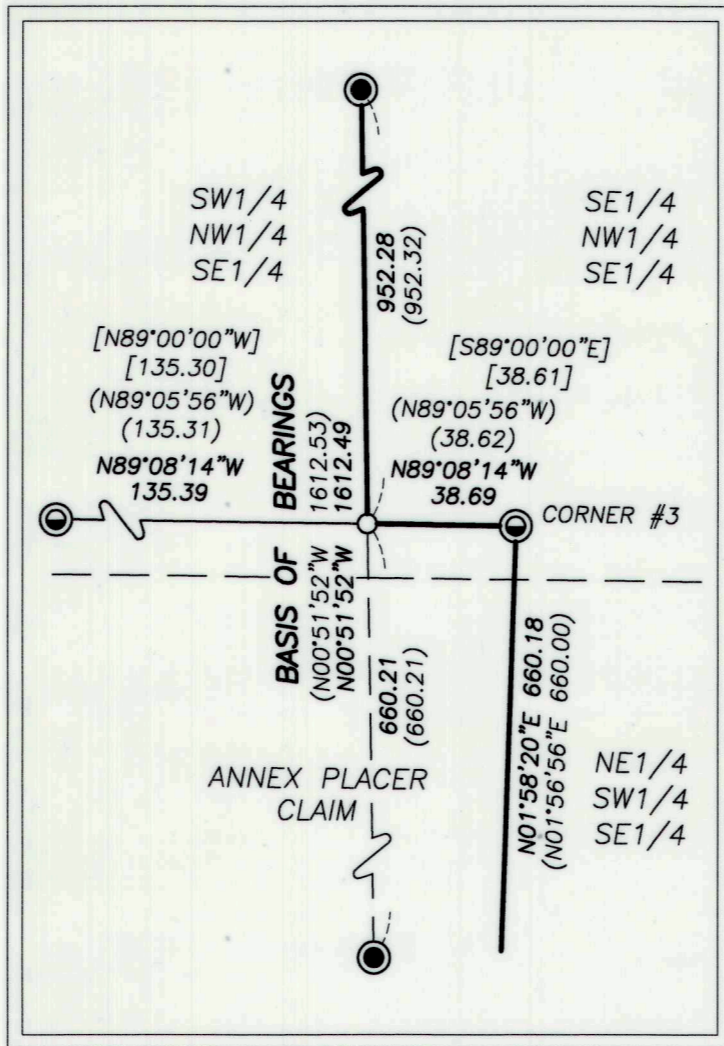 SW1/4
NW1/4
SE1/4
SE1/4
NW1/4
SE1/4
952.28
(952.32)
[N89°00'00"W]
[135.30]
(N89°05'56"W)
(135.31)
N89°08'14"W
135.39
[S89°00'00"E]
[38.61]
(N89°05'56"W)
(38.62)
N89°08'14"W
38.69
BASIS OF BEARINGS
(N00°51'52"W 1612.53)
N00°51'52"W 1612.49
CORNER #3
660.21
(660.21)
N01°58'20"E 660.18
(N01°56'56"E 660.00)
ANNEX PLACER
CLAIM
NE1/4
SW1/4
SE1/4